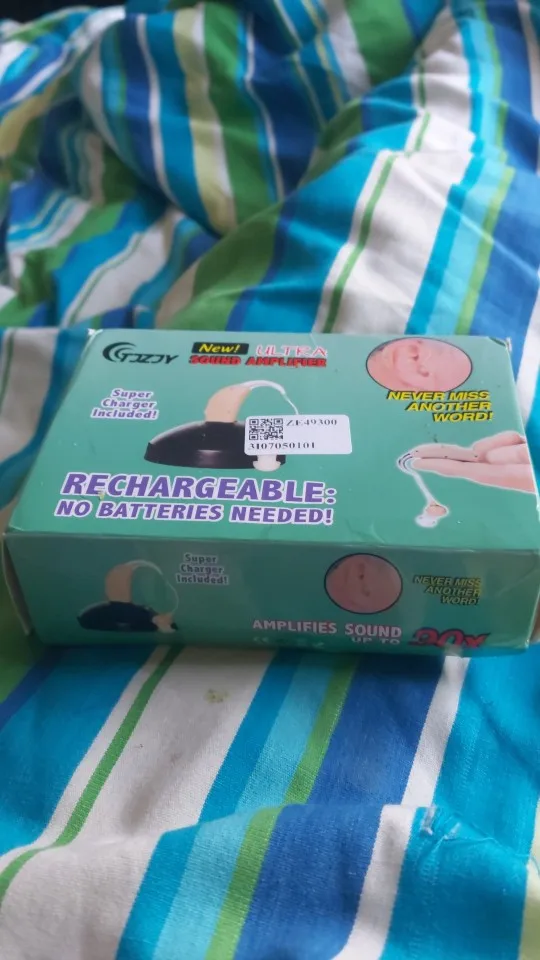 TJZJY
New! ULTRA
SOUND AMPLIFIER
Super
Charger
Included!
NEVER MISS
ANOTHER
WORD!
ZE49300
3107050101
RECHARGEABLE:
NO BATTERIES NEEDED!
Super
Charger
Included!
NEVER MISS
ANOTHER
WORD!
AMPLIFIES SOUND
UP TO